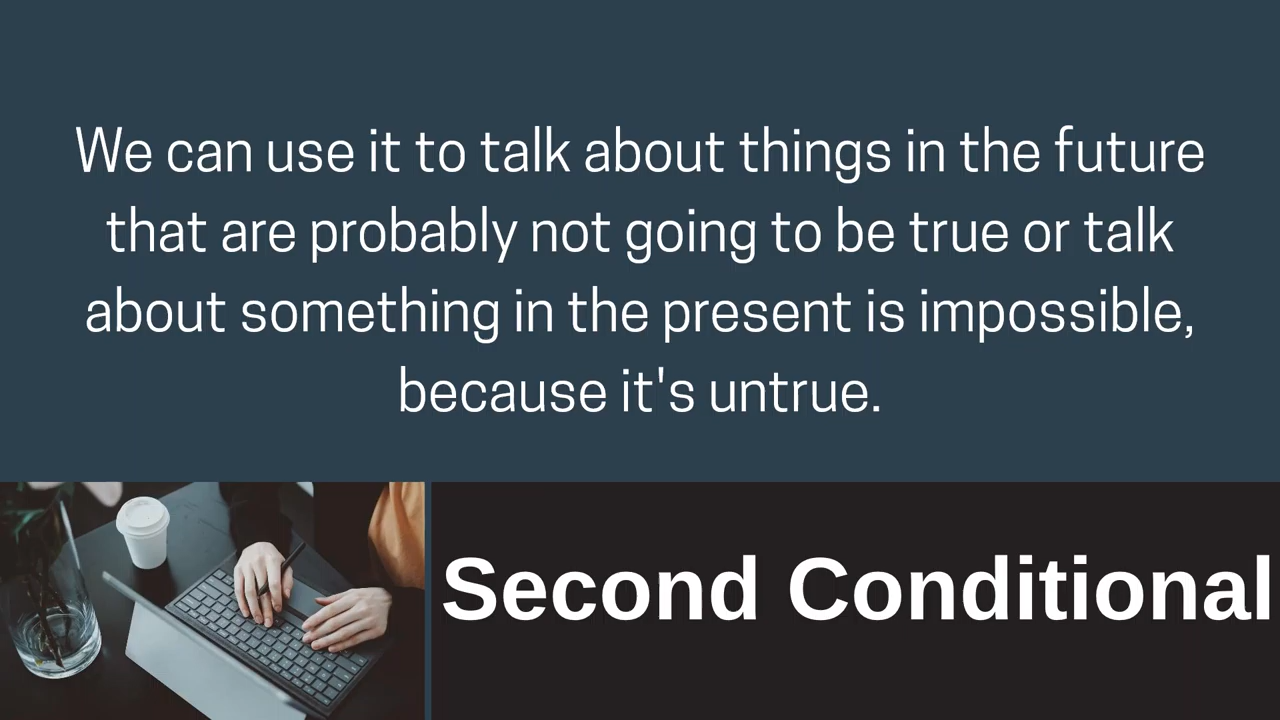 We can use it to talk about things in the future
that are probably not going to be true or talk
about something in the present is impossible,
because it's untrue.
Second Conditional